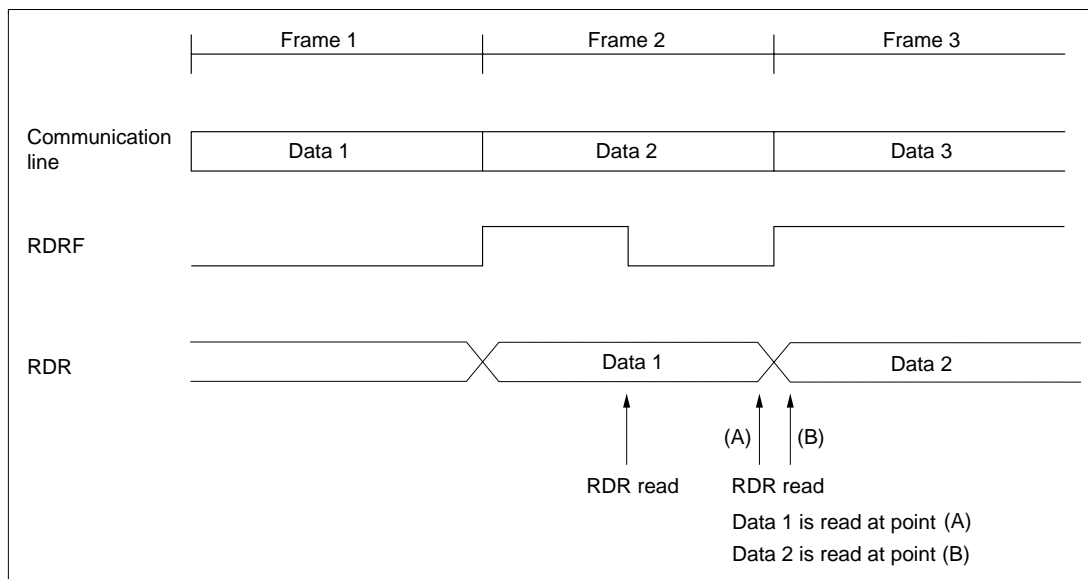 Frame 1 Frame 2 Frame 3
Communication
line
Data 1 Data 2 Data 3
RDRF
RDR
Data 1 Data 2
(A) (B)
RDR read RDR read
Data 1 is read at point (A)
Data 2 is read at point (B)